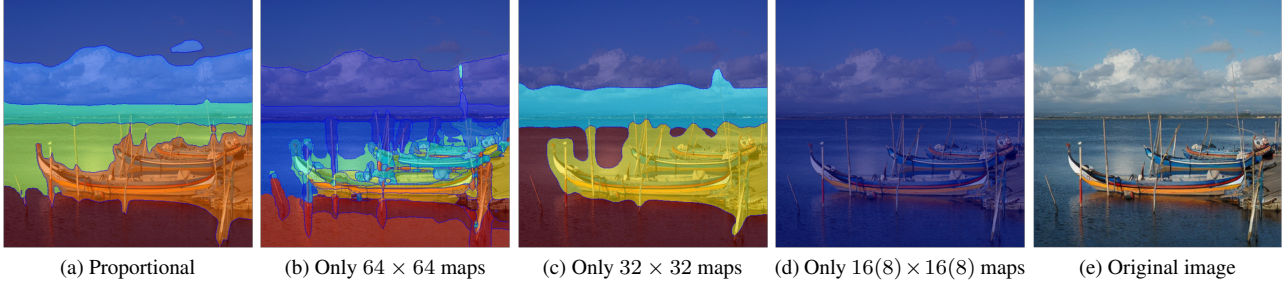 (a) Proportional
(b) Only 64 × 64 maps
(c) Only 32 × 32 maps
(d) Only 16(8) × 16(8) maps
(e) Original image